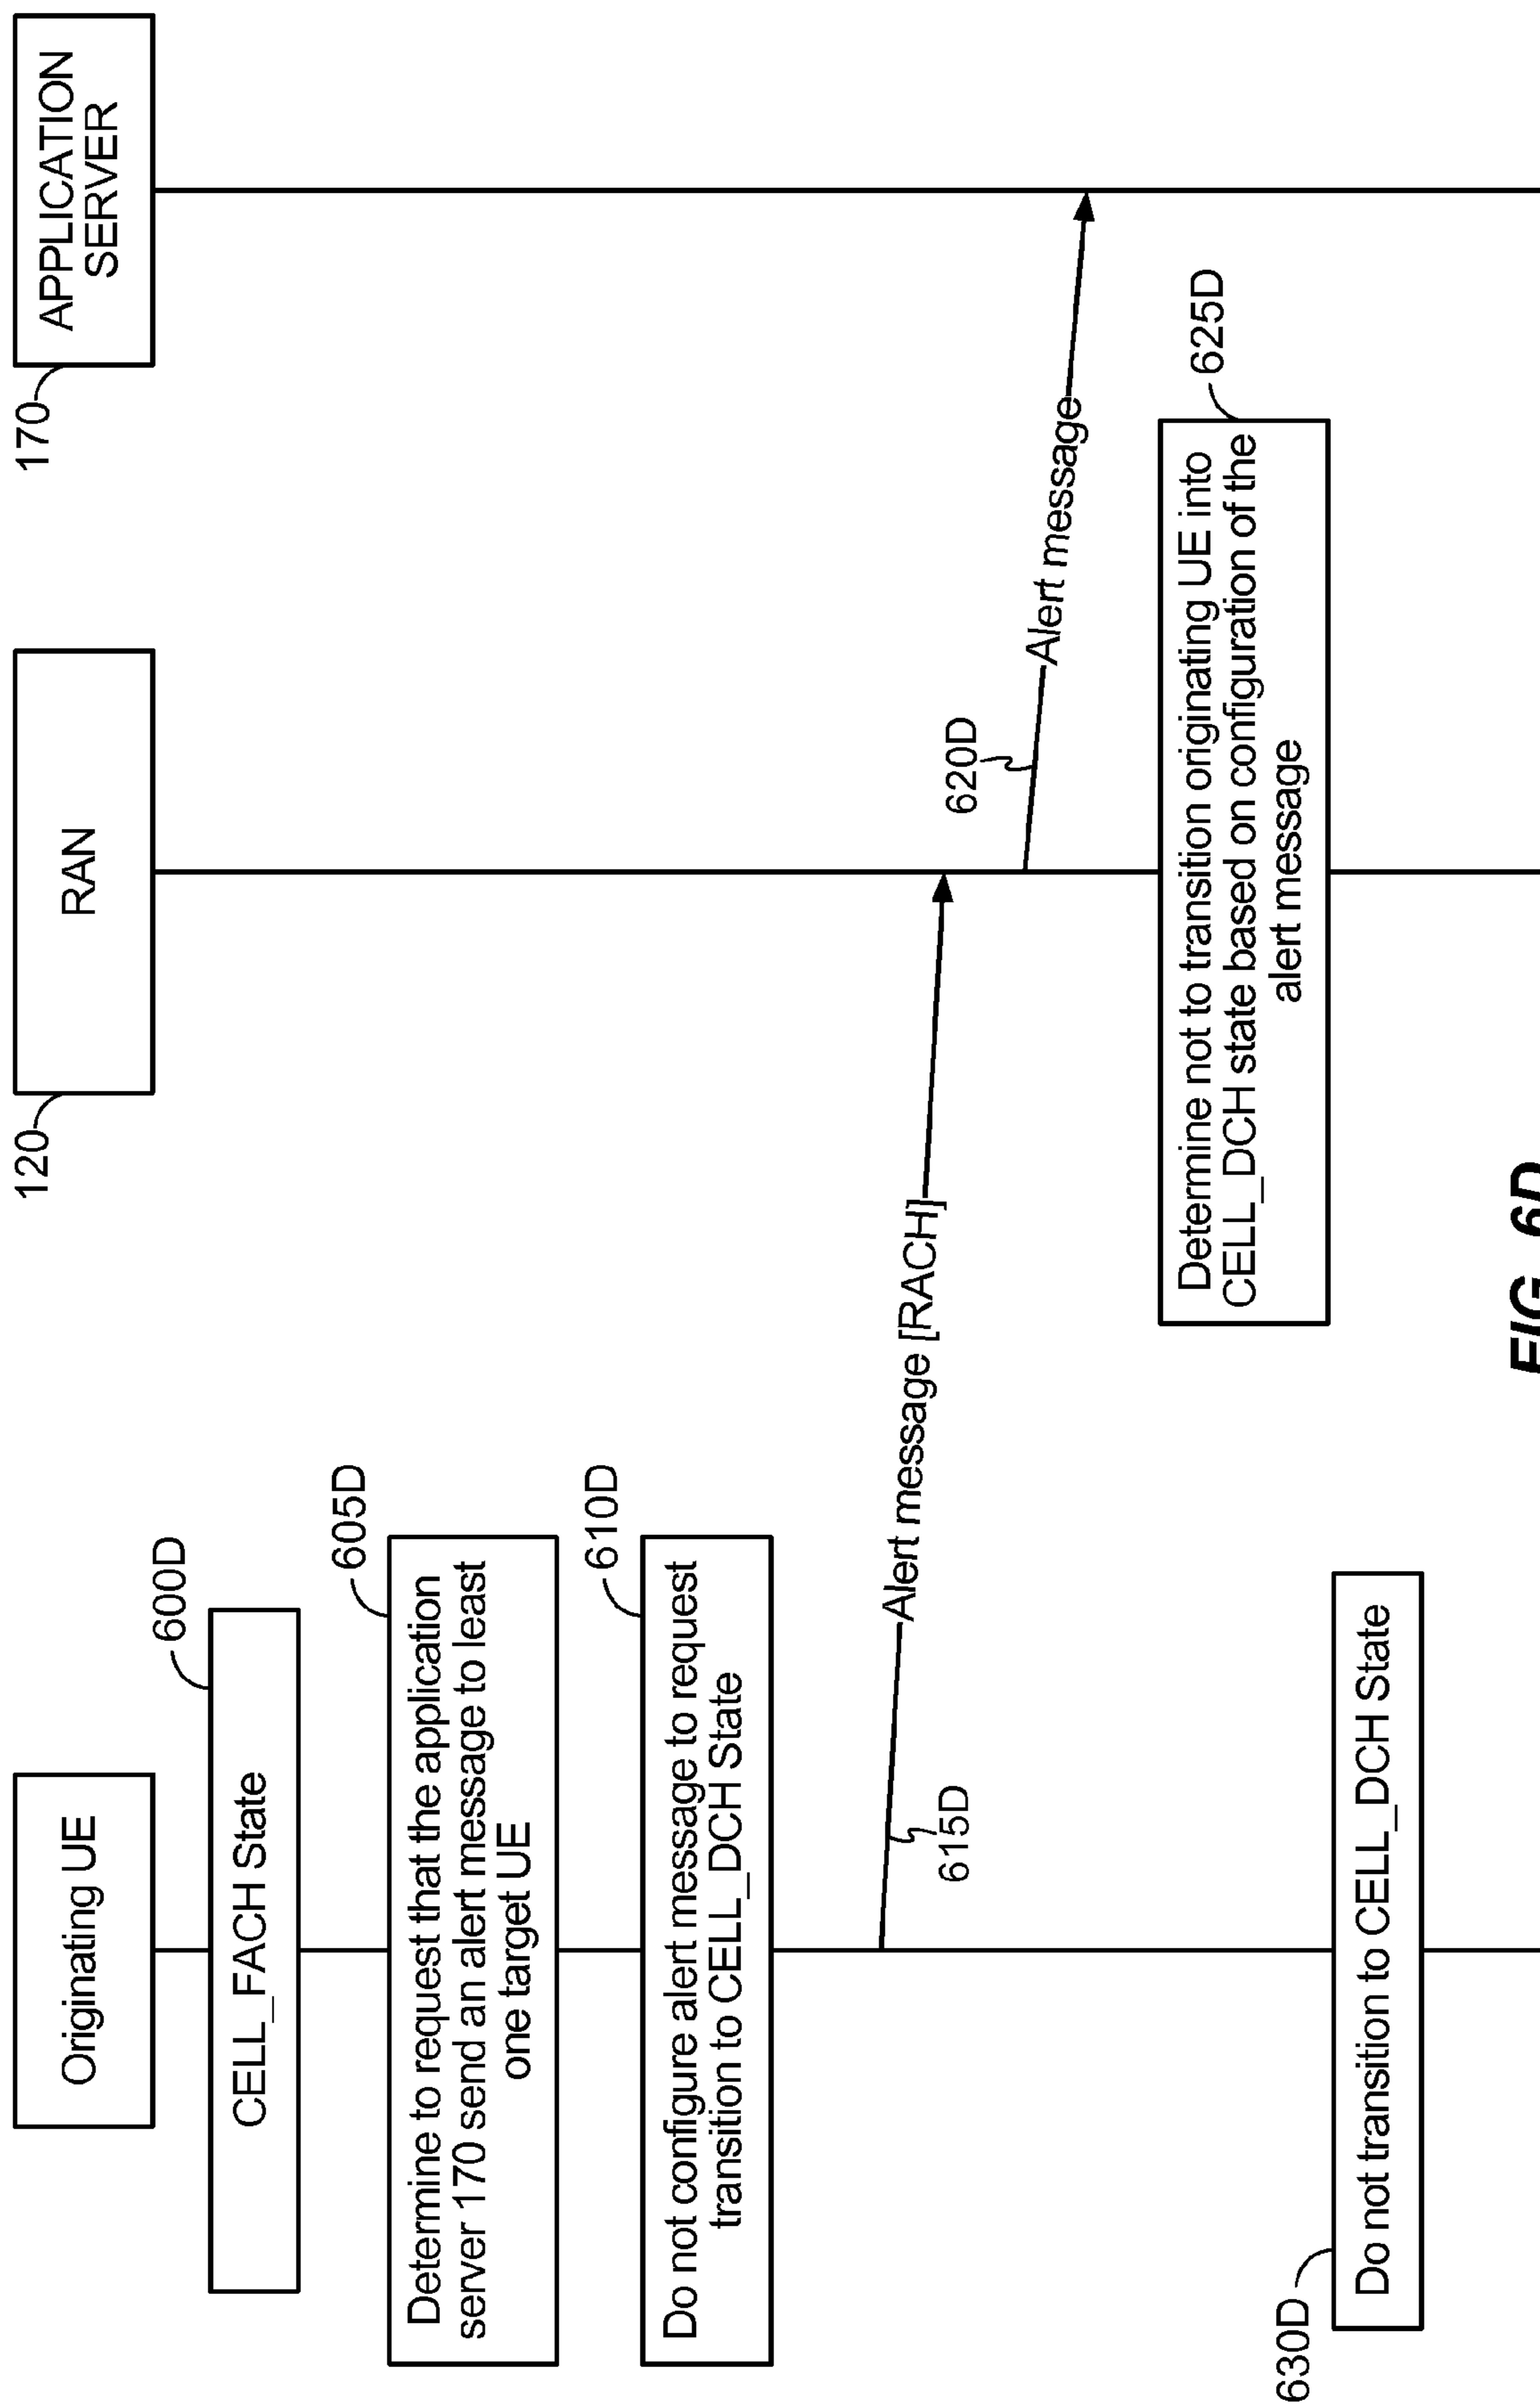 Originating UE
120
RAN
170
APPLICATION
SERVER
600D
CELL_FACH State
605D
Determine to request that the application
server 170 send an alert message to least
one target UE
610D
Do not configure alert message to request
transition to CELL_DCH State
615D
Alert message [RACH]
620D
Alert message
625D
Determine not to transition originating UE into
CELL_DCH state based on configuration of the
alert message
630D
Do not transition to CELL_DCH State
FIG. 6D